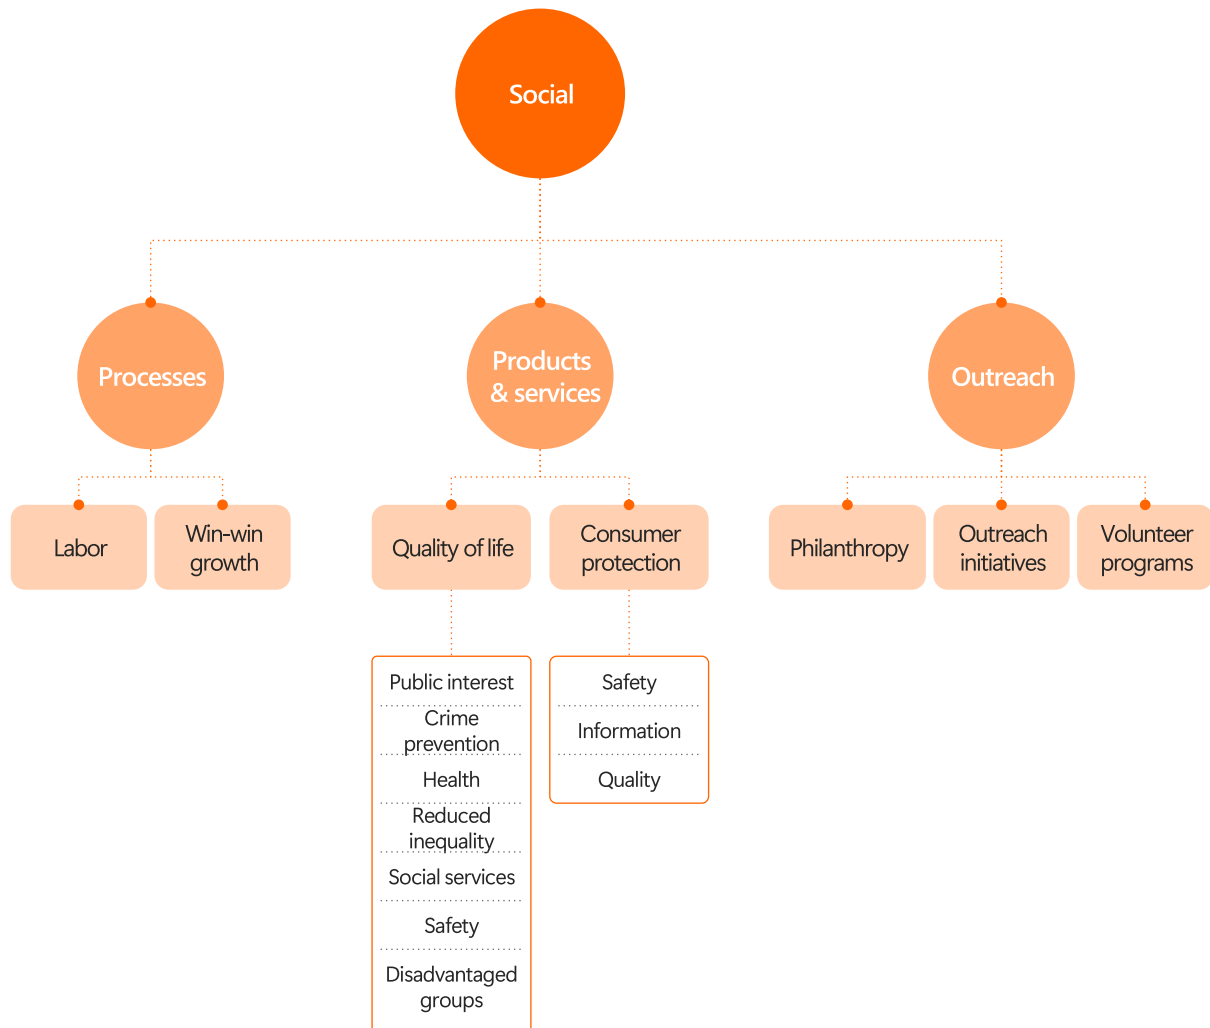 Social
Processes
Products
& services
Outreach
Labor
Win-win
growth
Quality of life
Consumer
protection
Philanthropy
Outreach
initiatives
Volunteer
programs
Public interest
Crime
prevention
Health
Reduced
inequality
Social services
Safety
Disadvantaged
groups
Safety
Information
Quality